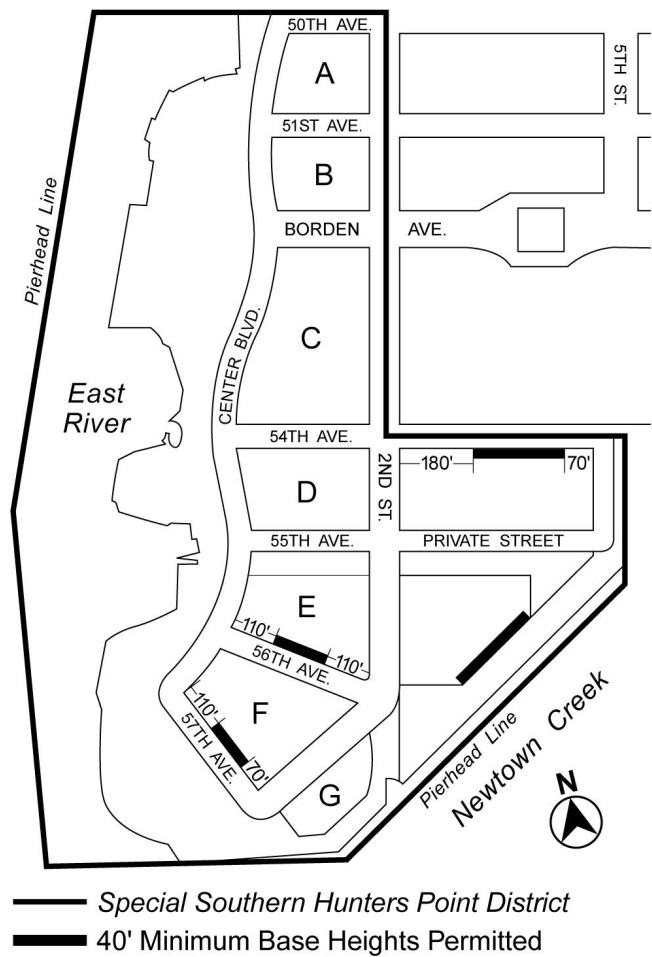 50TH AVE.
A
5TH ST.
51ST AVE.
B
Pierhead Line
BORDEN AVE.
C
CENTER BLVD.
East
River
54TH AVE.
2ND ST.
180'
70'
D
55TH AVE.
PRIVATE STREET
E
110'
110'
56TH AVE.
F
110'
57TH AVE.
70'
G
Pierhead Line
Newtown Creek
N
Special Southern Hunters Point District
40' Minimum Base Heights Permitted